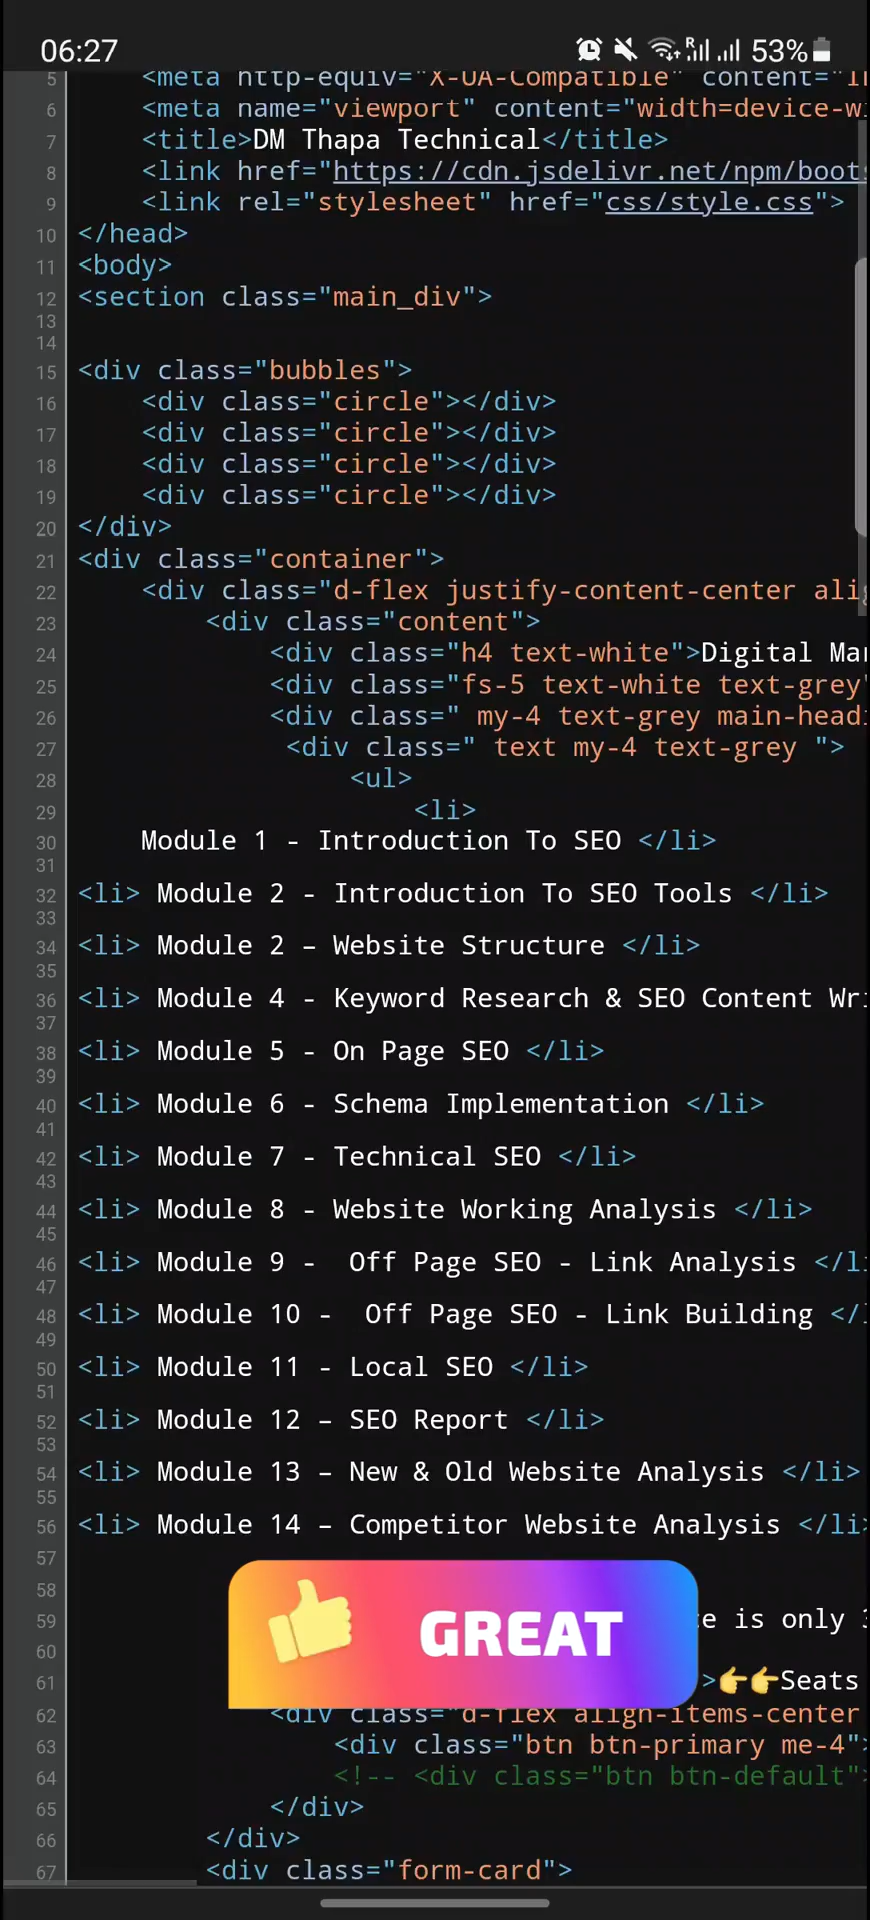 06:27 R 53%
5 <meta http-equiv="X-UA-Compatible" content="I
6 <meta name="viewport" content="width=device-wi
7 <title>DM Thapa Technical</title>
8 <link href="https://cdn.jsdelivr.net/npm/boots
9 <link rel="stylesheet" href="css/style.css">
10 </head>
11 <body>
12 <section class="main_div">
13
14
15 <div class="bubbles">
16 <div class="circle"></div>
17 <div class="circle"></div>
18 <div class="circle"></div>
19 <div class="circle"></div>
20 </div>
21 <div class="container">
22 <div class="d-flex justify-content-center alig
23 <div class="content">
24 <div class="h4 text-white">Digital Mar
25 <div class="fs-5 text-white text-grey"
26 <div class=" my-4 text-grey main-headi
27 <div class=" text my-4 text-grey ">
28 <ul>
29 <li>
30 Module 1 - Introduction To SEO </li>
31
32 <li> Module 2 - Introduction To SEO Tools </li>
33
34 <li> Module 2 – Website Structure </li>
35
36 <li> Module 4 - Keyword Research & SEO Content Wri
37
38 <li> Module 5 - On Page SEO </li>
39
40 <li> Module 6 - Schema Implementation </li>
41
42 <li> Module 7 - Technical SEO </li>
43
44 <li> Module 8 - Website Working Analysis </li>
45
46 <li> Module 9 -  Off Page SEO - Link Analysis </li
47
48 <li> Module 10 -  Off Page SEO - Link Building </l
49
50 <li> Module 11 - Local SEO </li>
51
52 <li> Module 12 – SEO Report </li>
53
54 <li> Module 13 – New & Old Website Analysis </li>
55
56 <li> Module 14 – Competitor Website Analysis </li>
57
58
GREAT
59 e is only 3
60
61 >👉👉Seats
62 <div class="d-flex align-items-center
63 <div class="btn btn-primary me-4">
64 <!-- <div class="btn btn-default">
65 </div>
66 </div>
67 <div class="form-card">